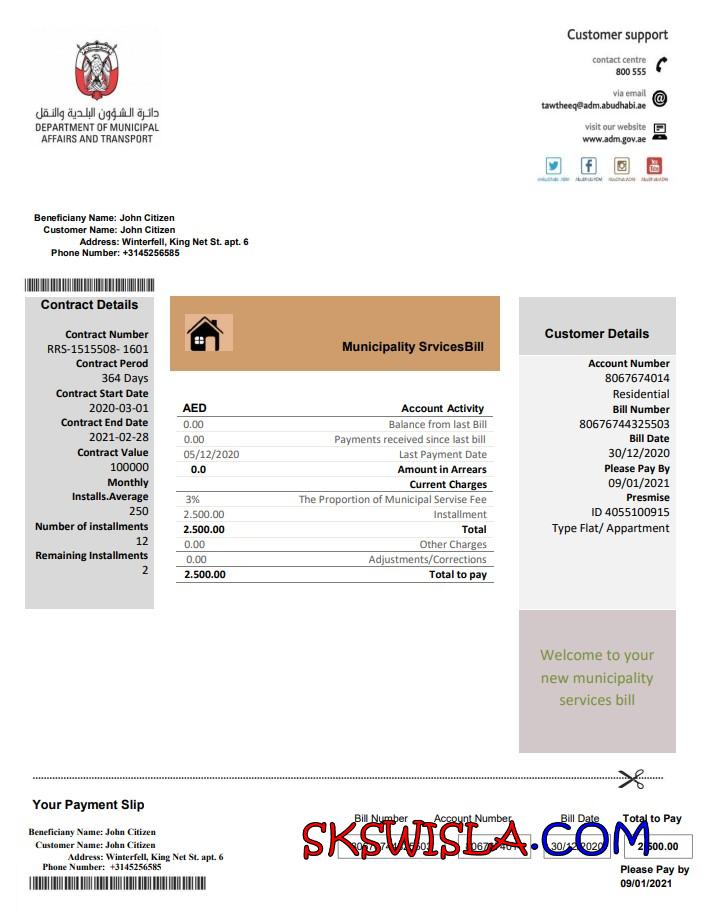 Customer support
contact centre
800 555
via email
tawtheeq@adm.abudhabi.ae
visit our website
www.adm.gov.ae
دائرة الشؤون البلدية والنقل
DEPARTMENT OF MUNICIPAL
AFFAIRS AND TRANSPORT
Beneficiany Name: John Citizen
Customer Name: John Citizen
Address: Winterfell, King Net St. apt. 6
Phone Number: +3145256585
Contract Details
Contract Number
RRS-1515508- 1601
Contract Perod
364 Days
Contract Start Date
2020-03-01
Contract End Date
2021-02-28
Contract Value
100000
Monthly
Installs.Average
250
Number of installments
12
Remaining Installments
2
Municipality SrvicesBill
AED Account Activity
0.00 Balance from last Bill
0.00 Payments received since last bill
05/12/2020 Last Payment Date
0.0 Amount in Arrears
Current Charges
3% The Proportion of Municipal Servise Fee
2.500.00 Installment
2.500.00 Total
0.00 Other Charges
0.00 Adjustments/Corrections
2.500.00 Total to pay
Customer Details
Account Number
8067674014
Residential
Bill Number
80676744325503
Bill Date
30/12/2020
Please Pay By
09/01/2021
Presmise
ID 4055100915
Type Flat/ Appartment
Welcome to your
new municipality
services bill
Your Payment Slip
Beneficiany Name: John Citizen
Customer Name: John Citizen
Address: Winterfell, King Net St. apt. 6
Phone Number: +3145256585
Bill Number Account Number Bill Date Total to Pay
SKSWISLA.COM
30/12/2020 2.500.00
Please Pay by
09/01/2021